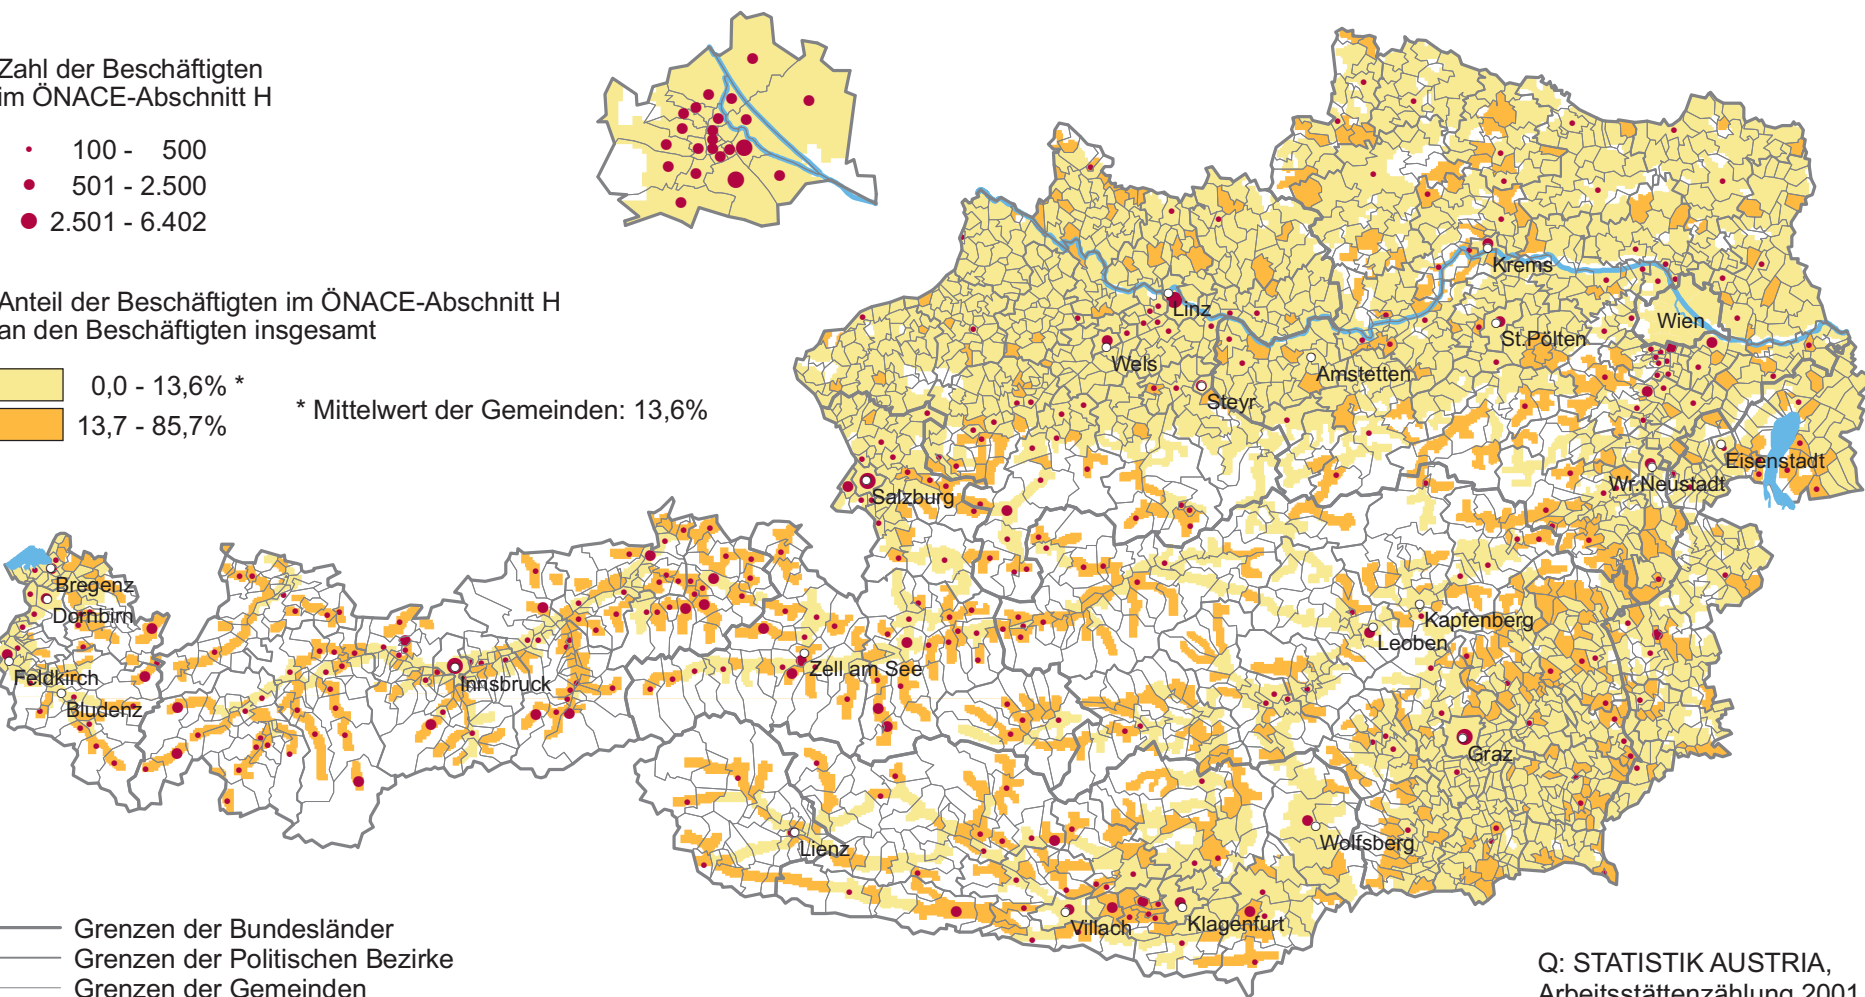 Zahl der Beschäftigten
im ÖNACE-Abschnitt H
100 - 500
501 - 2.500
2.501 - 6.402
Anteil der Beschäftigten im ÖNACE-Abschnitt H
an den Beschäftigten insgesamt
0,0 - 13,6% *
13,7 - 85,7%
* Mittelwert der Gemeinden: 13,6%
Krems
Linz
Wien
St.Pölten
Wels
Amstetten
Steyr
Eisenstadt
Wr.Neustadt
Salzburg
Bregenz
Dornbirn
Kapfenberg
Leoben
Feldkirch
Innsbruck
Zell am See
Bludenz
Graz
Lienz
Wolfsberg
Villach
Klagenfurt
Grenzen der Bundesländer
Grenzen der Politischen Bezirke
Grenzen der Gemeinden
Q: STATISTIK AUSTRIA,
Arbeitsstättenzählung 2001